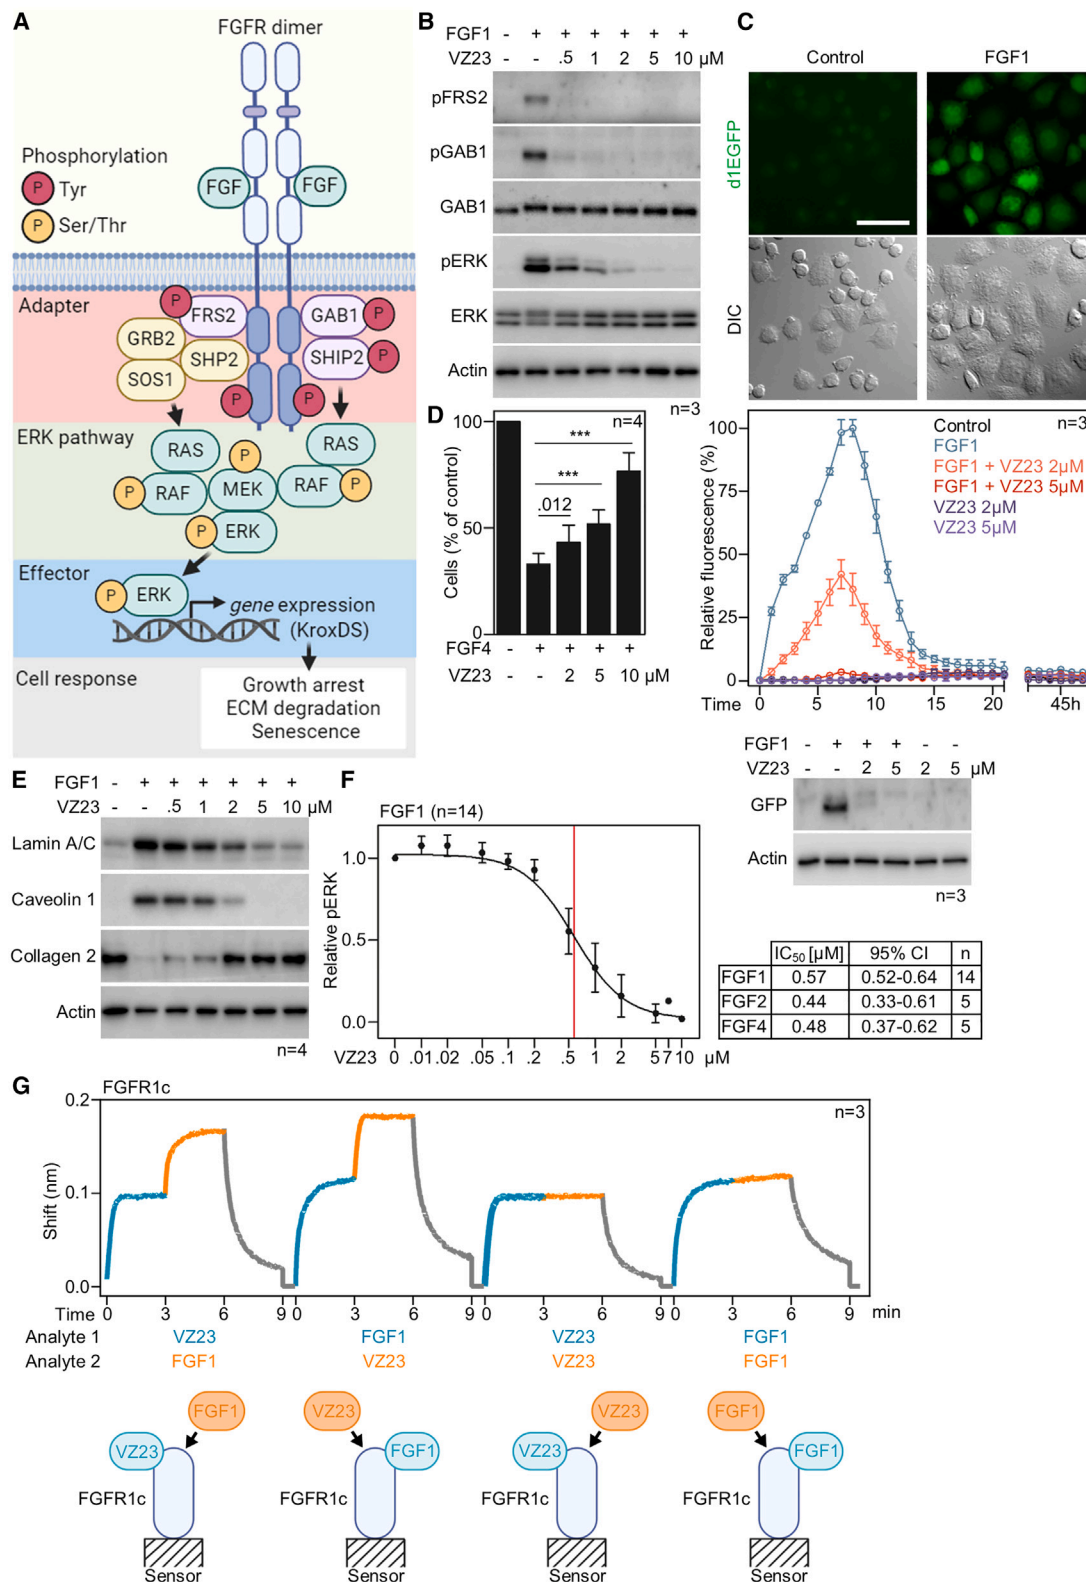 A
FGFR dimer
Phosphorylation
P Tyr
P Ser/Thr
FGF FGF
Adapter
P
FRS2 GAB1 P
GRB2
SHP2 SHIP2 P
SOS1
P P
ERK pathway
RAS RAS
P
P RAF MEK RAF P
P ERK
Effector
P ERK
gene expression
(KroxDS)
Cell response
Growth arrest
ECM degradation
Senescence
B
FGF1 - + + + + + +
VZ23 - - .5 1 2 5 10 µM
pFRS2
pGAB1
GAB1
pERK
ERK
Actin
n=3
C
Control FGF1
d1EGFP
DIC
n=3
Relative fluorescence (%)
100
75
50
25
0
Control
FGF1
FGF1 + VZ23 2µM
FGF1 + VZ23 5µM
VZ23 2µM
VZ23 5µM
Time 0 5 10 15 20 45h
FGF1 - + + + - -
VZ23 - - 2 5 2 5 µM
GFP
Actin
n=3
D
n=4
Cells (% of control)
100
50
0
***
***
.012
FGF4 - + + + +
VZ23 - - 2 5 10 µM
E
FGF1 - + + + + + +
VZ23 - - .5 1 2 5 10 µM
Lamin A/C
Caveolin 1
Collagen 2
Actin
n=4
F
FGF1 (n=14)
Relative pERK
1.0
0.5
0.0
VZ23 0 .01 .02 .05 .1 .2 .5 1 2 5 7 10 µM
IC50 [µM] 95% CI n
FGF1 0.57 0.52-0.64 14
FGF2 0.44 0.33-0.61 5
FGF4 0.48 0.37-0.62 5
G
FGFR1c
n=3
Shift (nm)
0.2
0.1
0.0
Time 0 3 6 9 0 3 6 9 0 3 6 9 0 3 6 9 min
Analyte 1 VZ23 FGF1 VZ23 FGF1
Analyte 2 FGF1 VZ23 VZ23 FGF1
FGF1 VZ23 VZ23 FGF1
VZ23 FGF1 VZ23 FGF1
FGFR1c FGFR1c FGFR1c FGFR1c
Sensor Sensor Sensor Sensor